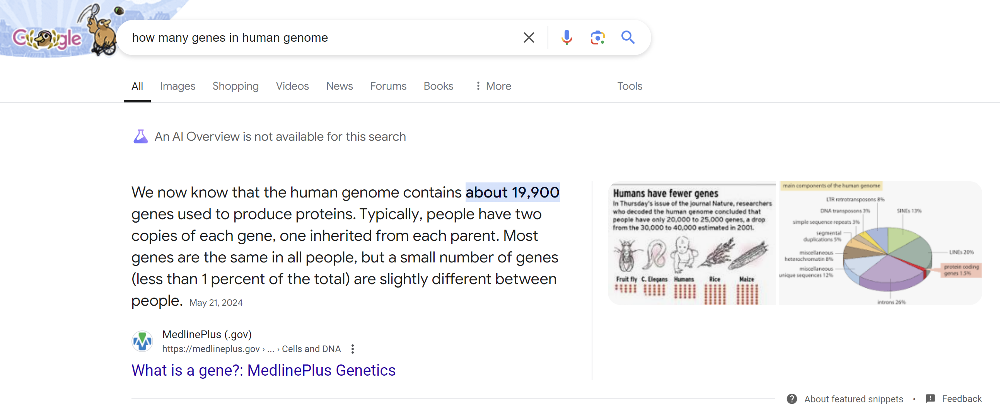 Google
how many genes in human genome
All Images Shopping Videos News Forums Books More Tools
An AI Overview is not available for this search
We now know that the human genome contains about 19,900
genes used to produce proteins. Typically, people have two
copies of each gene, one inherited from each parent. Most
genes are the same in all people, but a small number of genes
(less than 1 percent of the total) are slightly different between
people. May 21, 2024
MedlinePlus (.gov)
https://medlineplus.gov › ... › Cells and DNA
What is a gene?: MedlinePlus Genetics
Humans have fewer genes
In Thursday's issue of the journal Nature, researchers
who decoded the human genome concluded that
people have only 20,000 to 25,000 genes, a drop
from the 30,000 to 40,000 estimated in 2001.
Fruit fly C. Elegans Humans Rice Maize
main components of the human genome
LTR retrotransposons 8%
DNA transposons 3%
SINEs 13%
simple sequence repeats 3%
segmental
duplications 5%
miscellaneous
heterochromatin 8%
LINEs 20%
miscellaneous
unique sequences 12%
protein coding
genes 1.5%
introns 26%
About featured snippets • Feedback